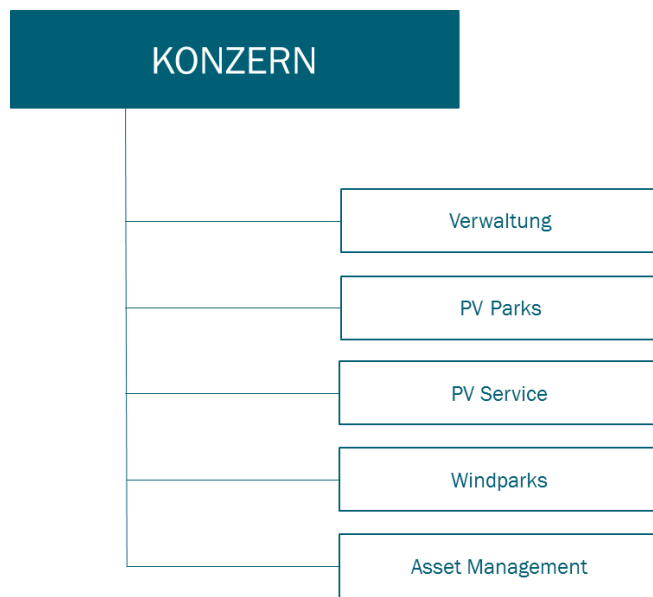 KONZERN
Verwaltung
PV Parks
PV Service
Windparks
Asset Management